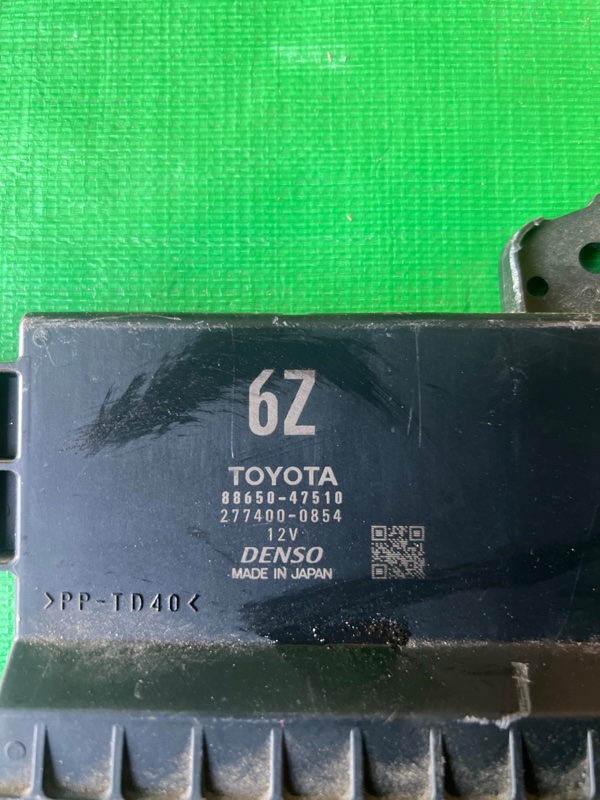 6Z
TOYOTA
88650-47510
277400-0854
12V
DENSO
MADE IN JAPAN
>PP-TD40<